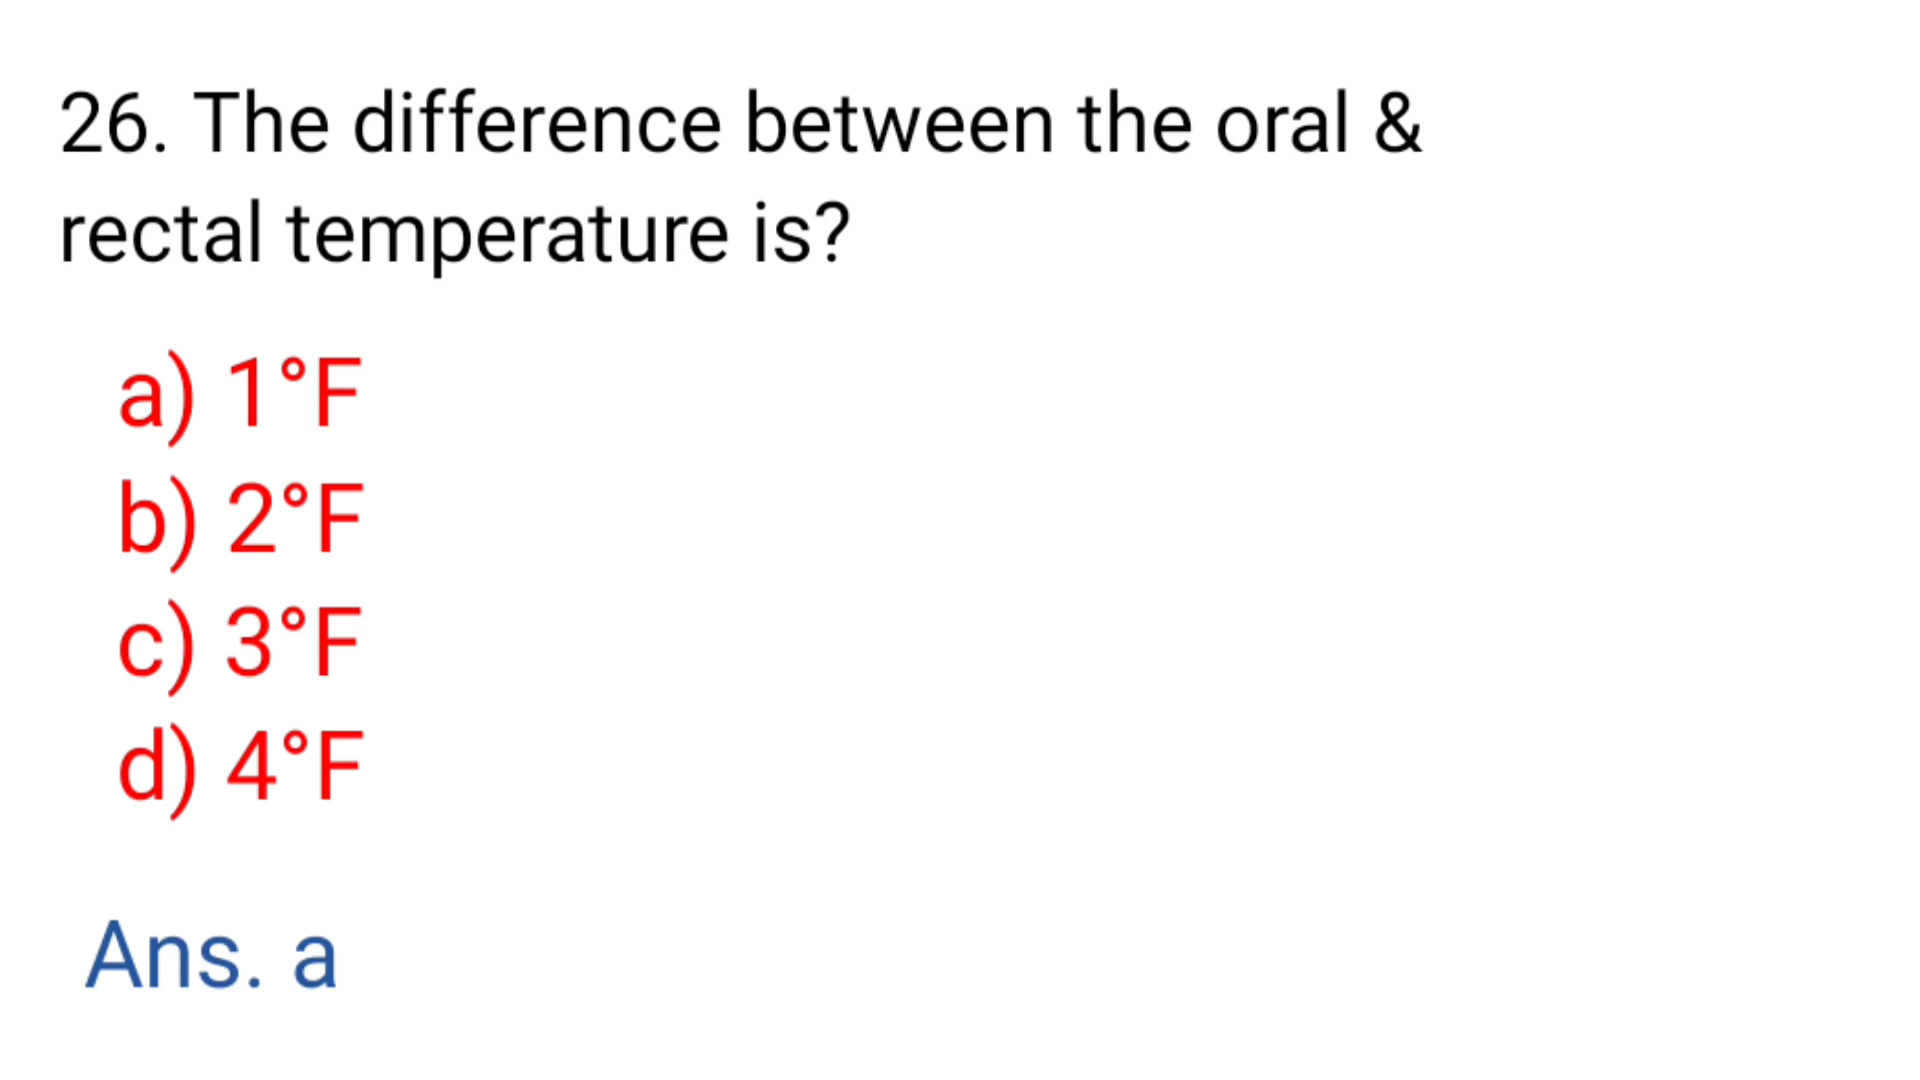 26. The difference between the oral &
rectal temperature is?
a) 1°F
b) 2°F
c) 3°F
d) 4°F
Ans. a